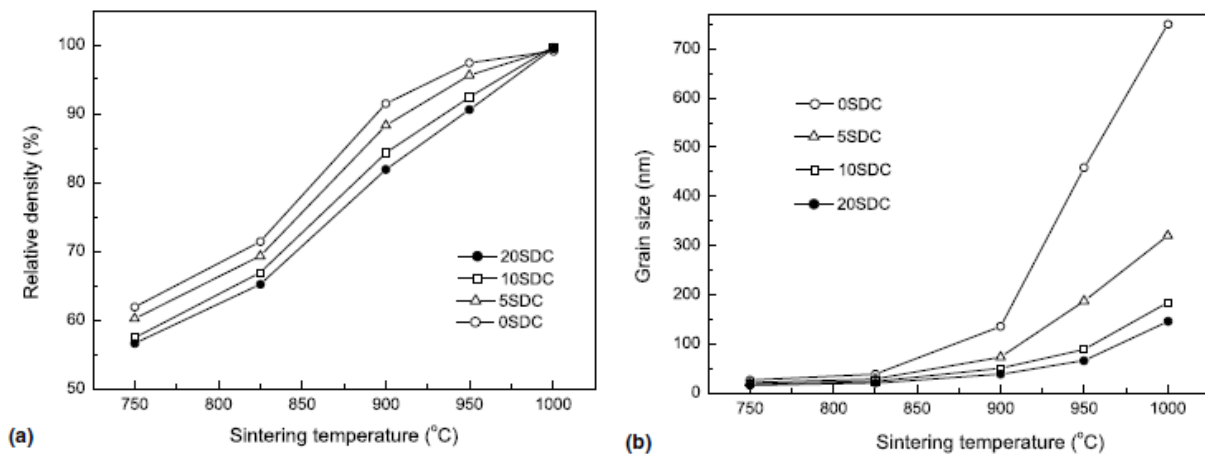 100
90
80
70
60
50
Relative density (%)
20SDC
10SDC
5SDC
0SDC
750 800 850 900 950 1000
Sintering temperature (°C)
(a)
700
600
500
400
300
200
100
0
Grain size (nm)
0SDC
5SDC
10SDC
20SDC
750 800 850 900 950 1000
Sintering temperature (°C)
(b)